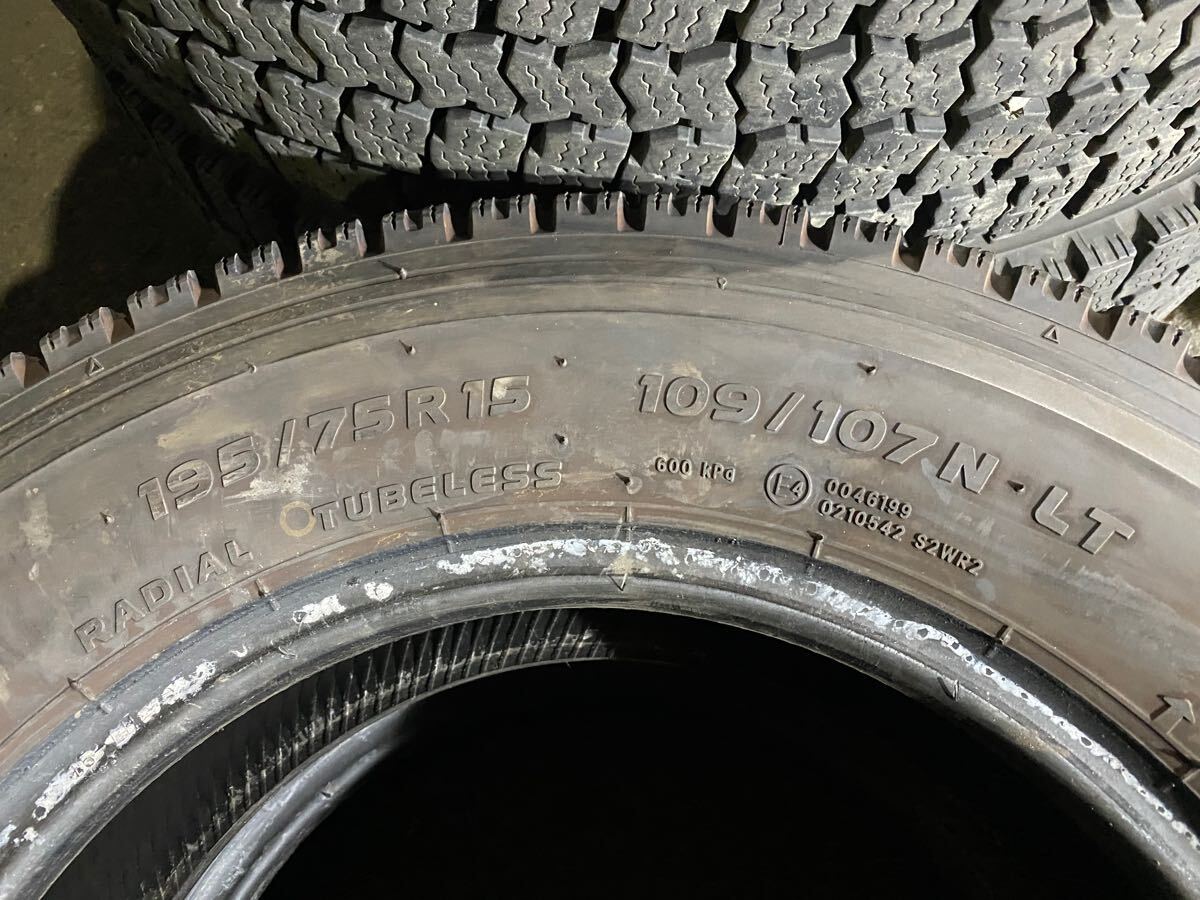 195/75R15 109/107N·LT
RADIAL TUBELESS 600 kPa E4 0046199
0210542 S2WR2